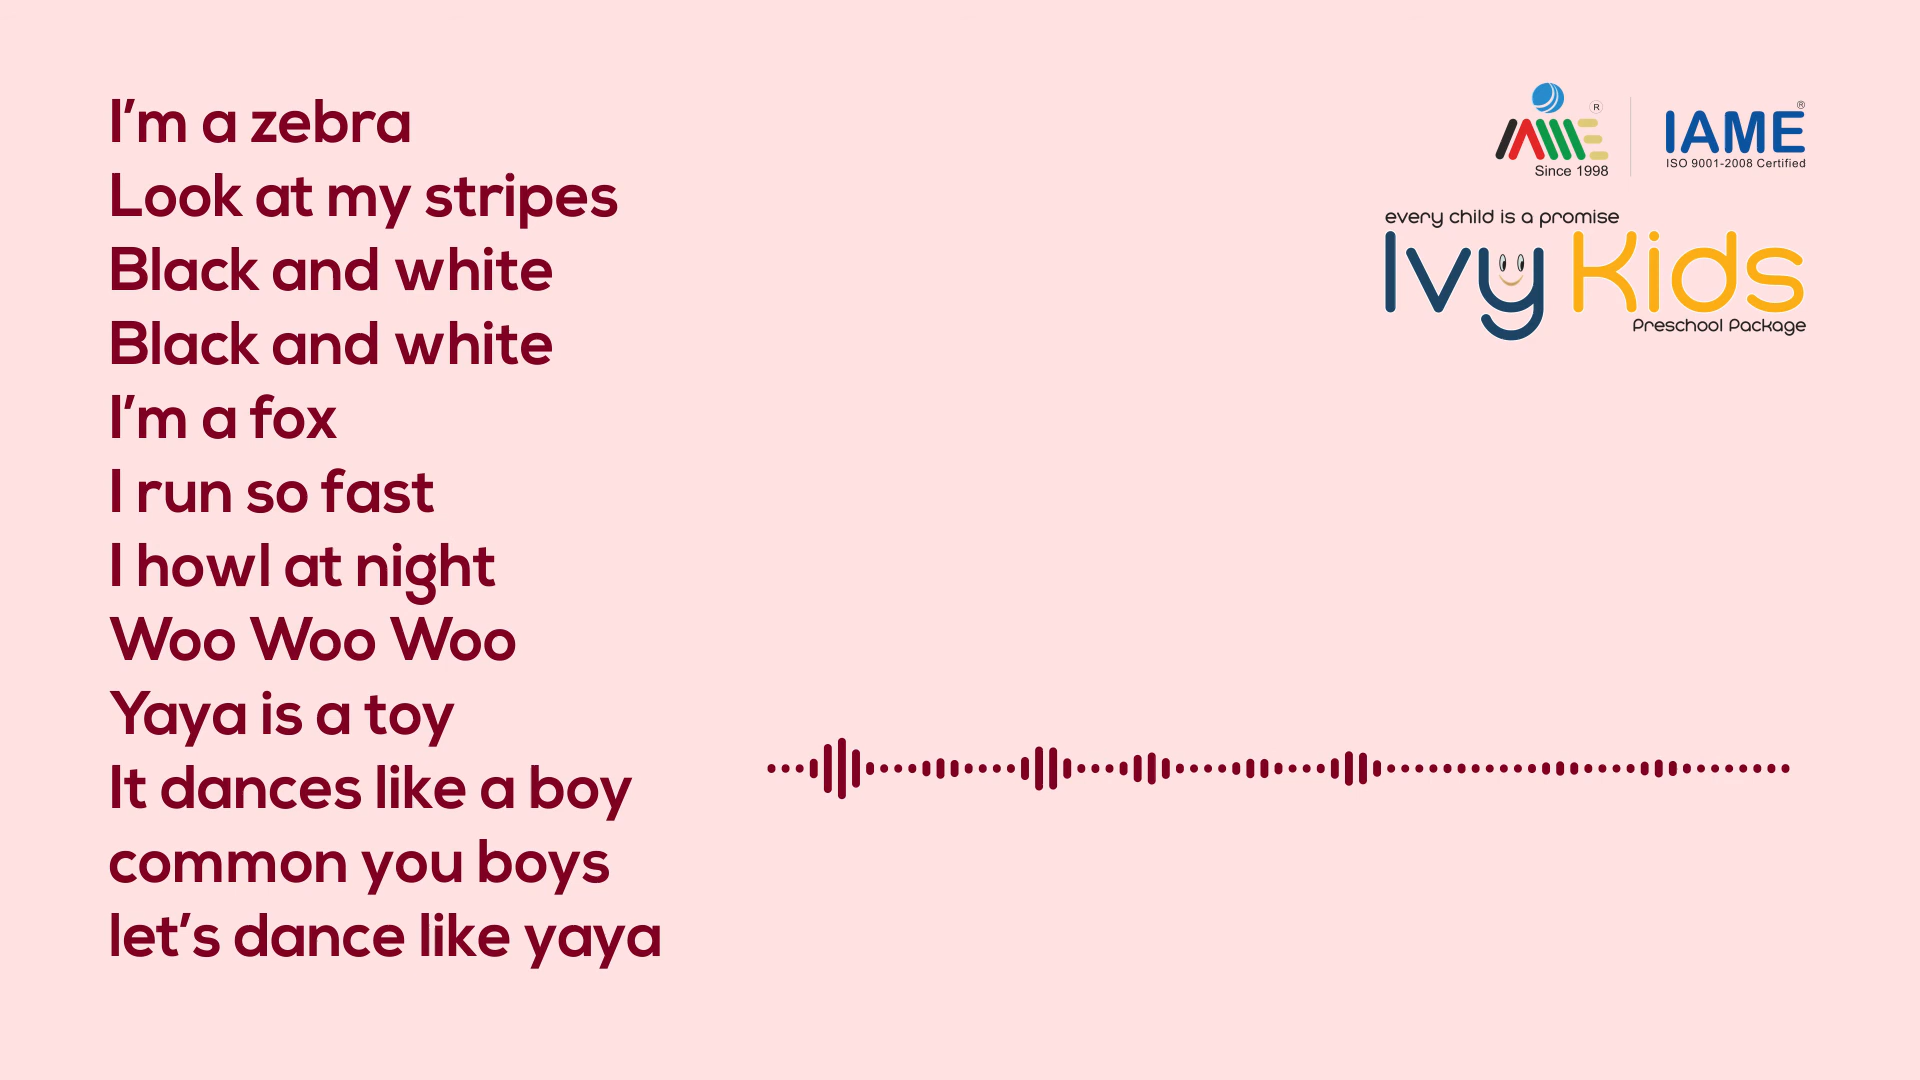 I'm a zebra
Look at my stripes
Black and white
Black and white
I'm a fox
I run so fast
I howl at night
Woo Woo Woo
Yaya is a toy
It dances like a boy
common you boys
let's dance like yaya
IAME ®
Since 1998
IAME ®
ISO 9001-2008 Certified
every child is a promise
Ivy Kids
Preschool Package